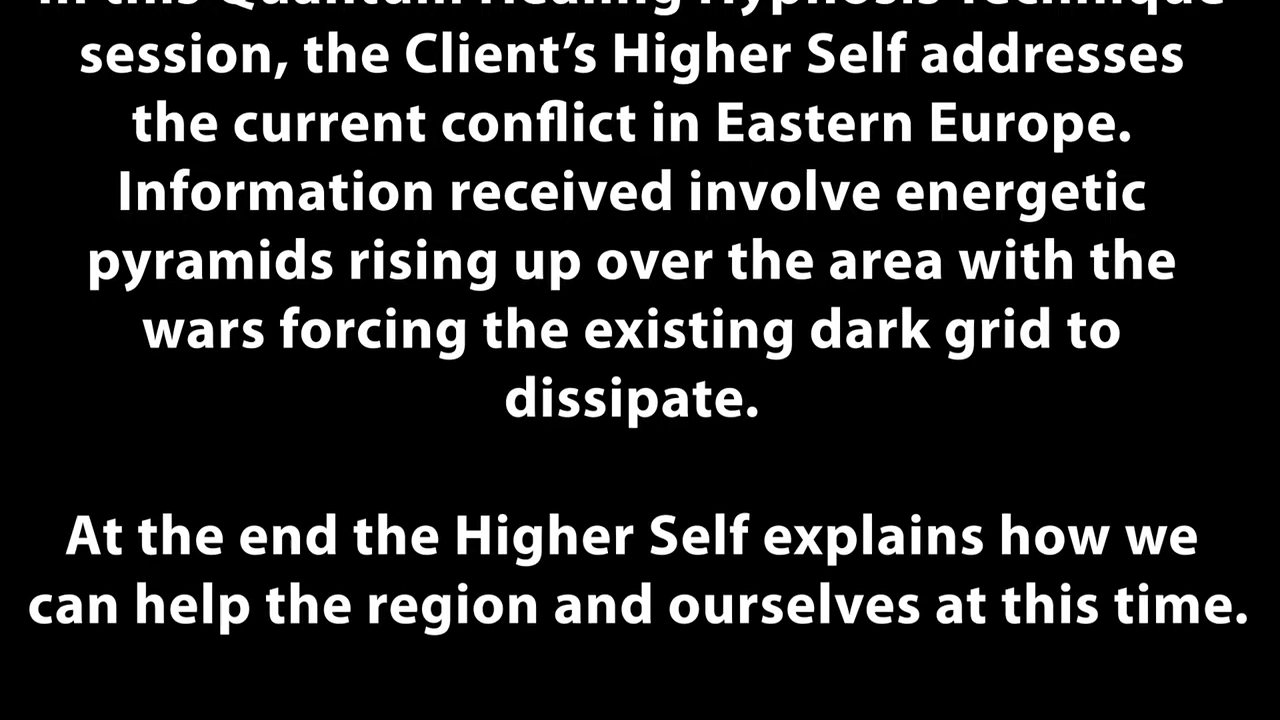 In this Quantum Healing Hypnosis Technique
session, the Client's Higher Self addresses
the current conflict in Eastern Europe.
Information received involve energetic
pyramids rising up over the area with the
wars forcing the existing dark grid to
dissipate.
At the end the Higher Self explains how we
can help the region and ourselves at this time.